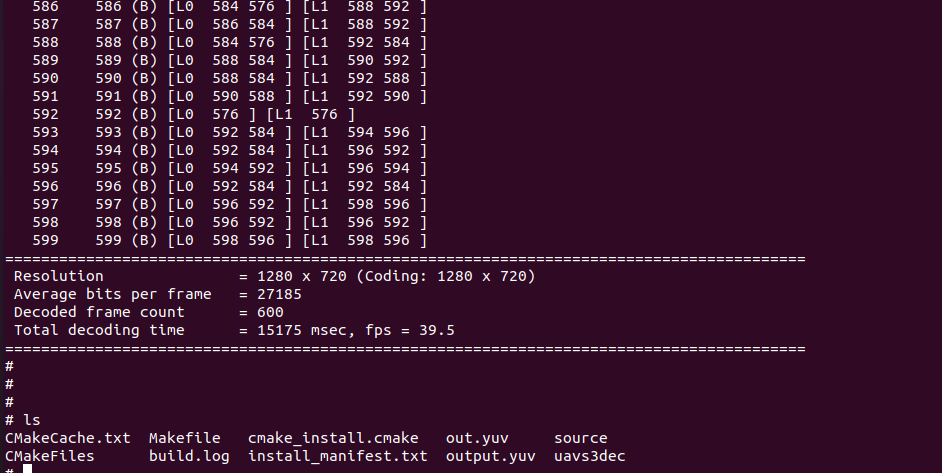 586 586 (B) [L0 584 576 ] [L1 588 592 ]
587 587 (B) [L0 586 584 ] [L1 588 592 ]
588 588 (B) [L0 584 576 ] [L1 592 584 ]
589 589 (B) [L0 588 584 ] [L1 590 592 ]
590 590 (B) [L0 588 584 ] [L1 592 588 ]
591 591 (B) [L0 590 588 ] [L1 592 590 ]
592 592 (B) [L0 576 ] [L1 576 ]
593 593 (B) [L0 592 584 ] [L1 594 596 ]
594 594 (B) [L0 592 584 ] [L1 596 592 ]
595 595 (B) [L0 594 592 ] [L1 596 594 ]
596 596 (B) [L0 592 584 ] [L1 592 584 ]
597 597 (B) [L0 596 592 ] [L1 598 596 ]
598 598 (B) [L0 596 592 ] [L1 596 592 ]
599 599 (B) [L0 598 596 ] [L1 598 596 ]
=========================================================================================
Resolution = 1280 x 720 (Coding: 1280 x 720)
Average bits per frame = 27185
Decoded frame count = 600
Total decoding time = 15175 msec, fps = 39.5
=========================================================================================
#
#
#
# ls
CMakeCache.txt Makefile cmake_install.cmake out.yuv source
CMakeFiles build.log install_manifest.txt output.yuv uavs3dec
#